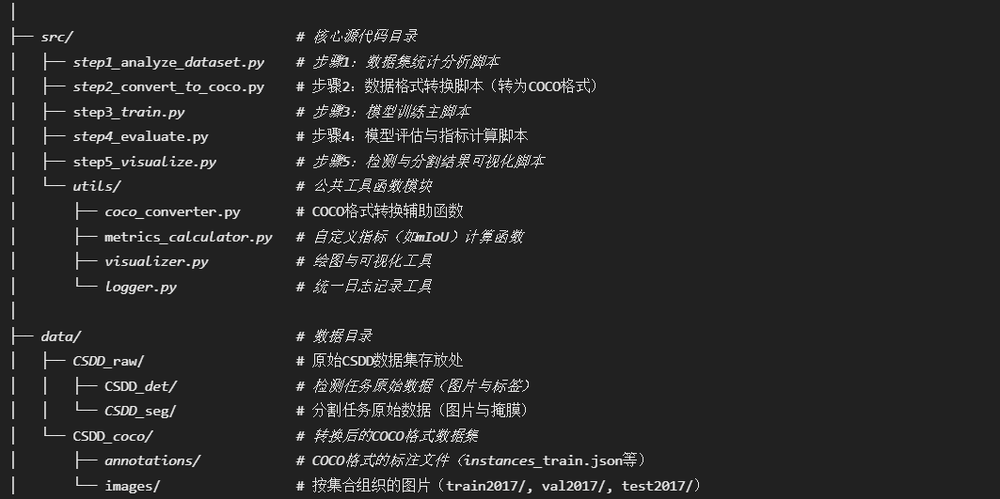 │
├── src/ # 核心源代码目录
│ ├── step1_analyze_dataset.py # 步骤1: 数据集统计分析脚本
│ ├── step2_convert_to_coco.py # 步骤2: 数据格式转换脚本（转为COCO格式）
│ ├── step3_train.py # 步骤3: 模型训练主脚本
│ ├── step4_evaluate.py # 步骤4: 模型评估与指标计算脚本
│ ├── step5_visualize.py # 步骤5: 检测与分割结果可视化脚本
│ └── utils/ # 公共工具函数模块
│ ├── coco_converter.py # COCO格式转换辅助函数
│ ├── metrics_calculator.py # 自定义指标（如mIoU）计算函数
│ ├── visualizer.py # 绘图与可视化工具
│ └── logger.py # 统一日志记录工具
│
├── data/ # 数据目录
│ ├── CSDD_raw/ # 原始CSDD数据集存放处
│ │ ├── CSDD_det/ # 检测任务原始数据（图片与标签）
│ │ └── CSDD_seg/ # 分割任务原始数据（图片与掩膜）
│ └── CSDD_coco/ # 转换后的COCO格式数据集
│ ├── annotations/ # COCO格式的标注文件（instances_train.json等）
│ └── images/ # 按集合组织的图片（train2017/, val2017/, test2017/）